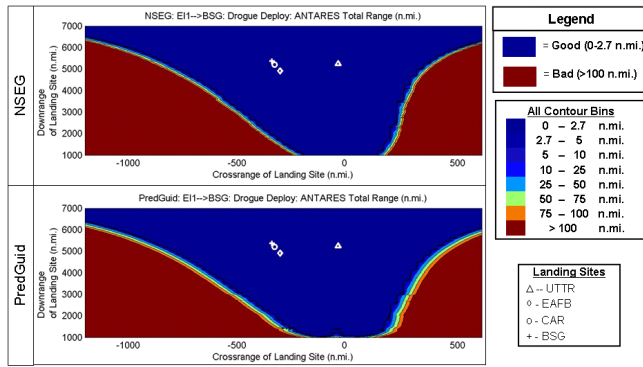 NSEG: EI1-->BSG: Drogue Deploy: ANTARES Total Range (n.mi.)
NSEG
Downrange
of Landing Site (n.mi.)
7000
6000
5000
4000
3000
2000
1000
-1000
-500
0
500
Crossrange of Landing Site (n.mi.)
PredGuid: EI1-->BSG: Drogue Deploy: ANTARES Total Range (n.mi.)
PredGuid
Downrange
of Landing Site (n.mi.)
7000
6000
5000
4000
3000
2000
1000
-1000
-500
0
500
Crossrange of Landing Site (n.mi.)
Legend
= Good (0-2.7 n.mi.)
= Bad (>100 n.mi.)
All Contour Bins
0 – 2.7 n.mi.
2.7 – 5 n.mi.
5 – 10 n.mi.
10 – 25 n.mi.
25 – 50 n.mi.
50 – 75 n.mi.
75 – 100 n.mi.
> 100 n.mi.
Landing Sites
Δ -- UTTR
◊ - EAFB
○ - CAR
+ - BSG